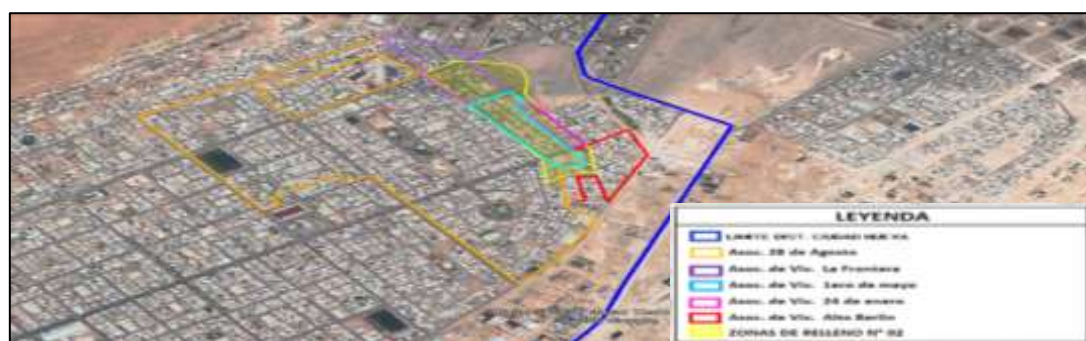 LEYENDA
LIMITE DIST. CIUDAD NUEVA
Asoc. 28 de Agosto
Asoc. de Viv. La Frontera
Asoc. de Viv. 1ero de mayo
Asoc. de Viv. 24 de enero
Asoc. de Viv. Alto Berlin
ZONAS DE RELLENO N° 02